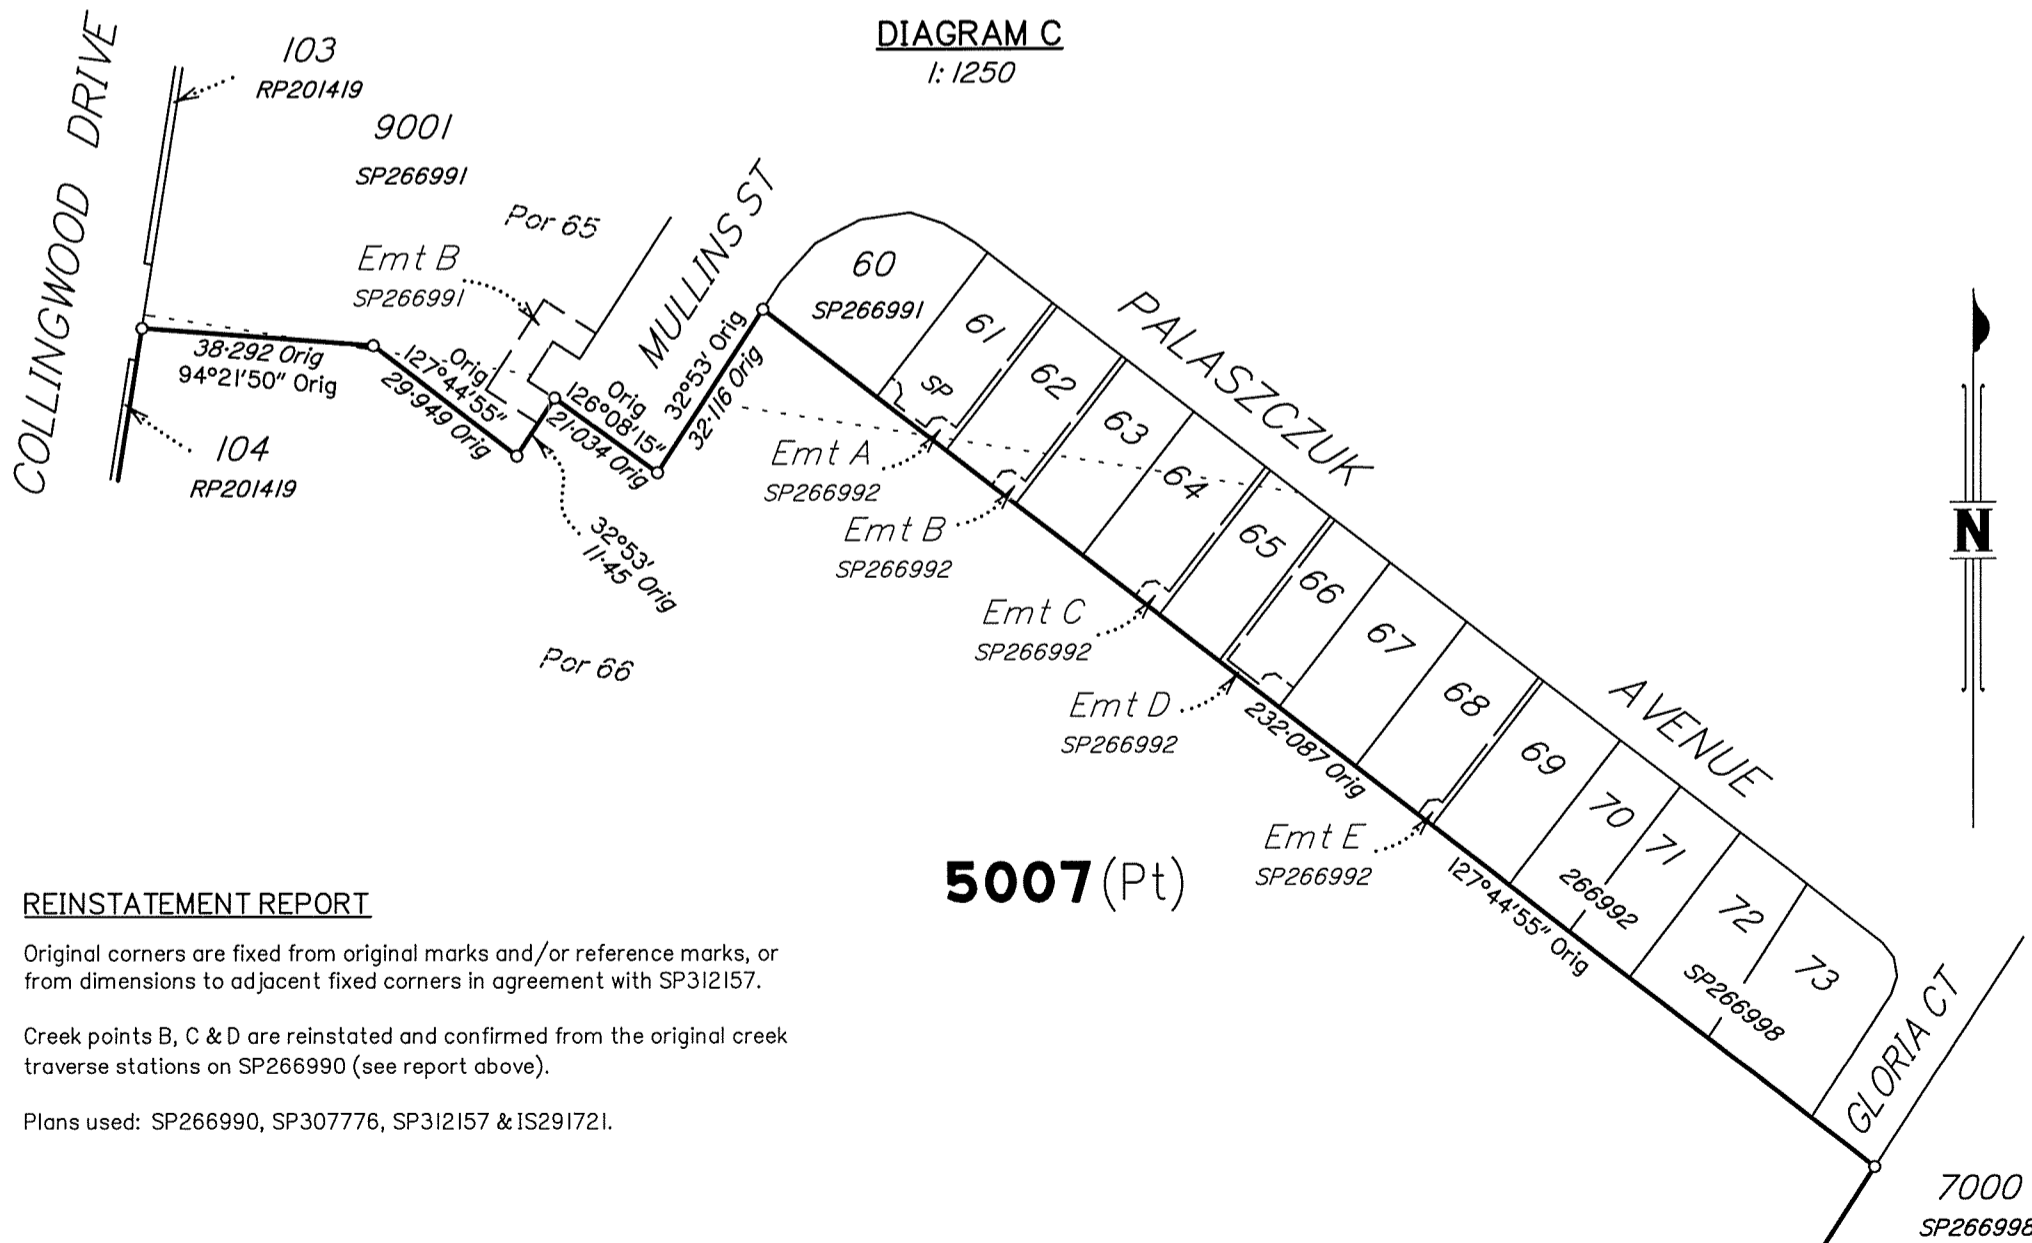 DIAGRAM C
1:1250
COLLINGWOOD DRIVE
103
RP201419
9001
SP266991
Por 65
Emt B
SP266991
MULLINS ST
38·292 Orig
94°21'50" Orig
Orig
127°44'55"
29·949 Orig
Orig
126°08'15"
21·034 Orig
32°53' Orig
32·116 Orig
32°53'
11·45 Orig
104
RP201419
Por 66
60
SP266991
61
SP
62
63
64
65
66
67
68
69
70
71
266992
72
73
SP266998
PALASZCZUK
AVENUE
Emt A
SP266992
Emt B
SP266992
Emt C
SP266992
Emt D
SP266992
Emt E
SP266992
232·087 Orig
127°44'55" Orig
GLORIA CT
7000
SP266998
N
5007 (Pt)
REINSTATEMENT REPORT
Original corners are fixed from original marks and/or reference marks, or
from dimensions to adjacent fixed corners in agreement with SP312157.
Creek points B, C & D are reinstated and confirmed from the original creek
traverse stations on SP266990 (see report above).
Plans used: SP266990, SP307776, SP312157 & IS291721.